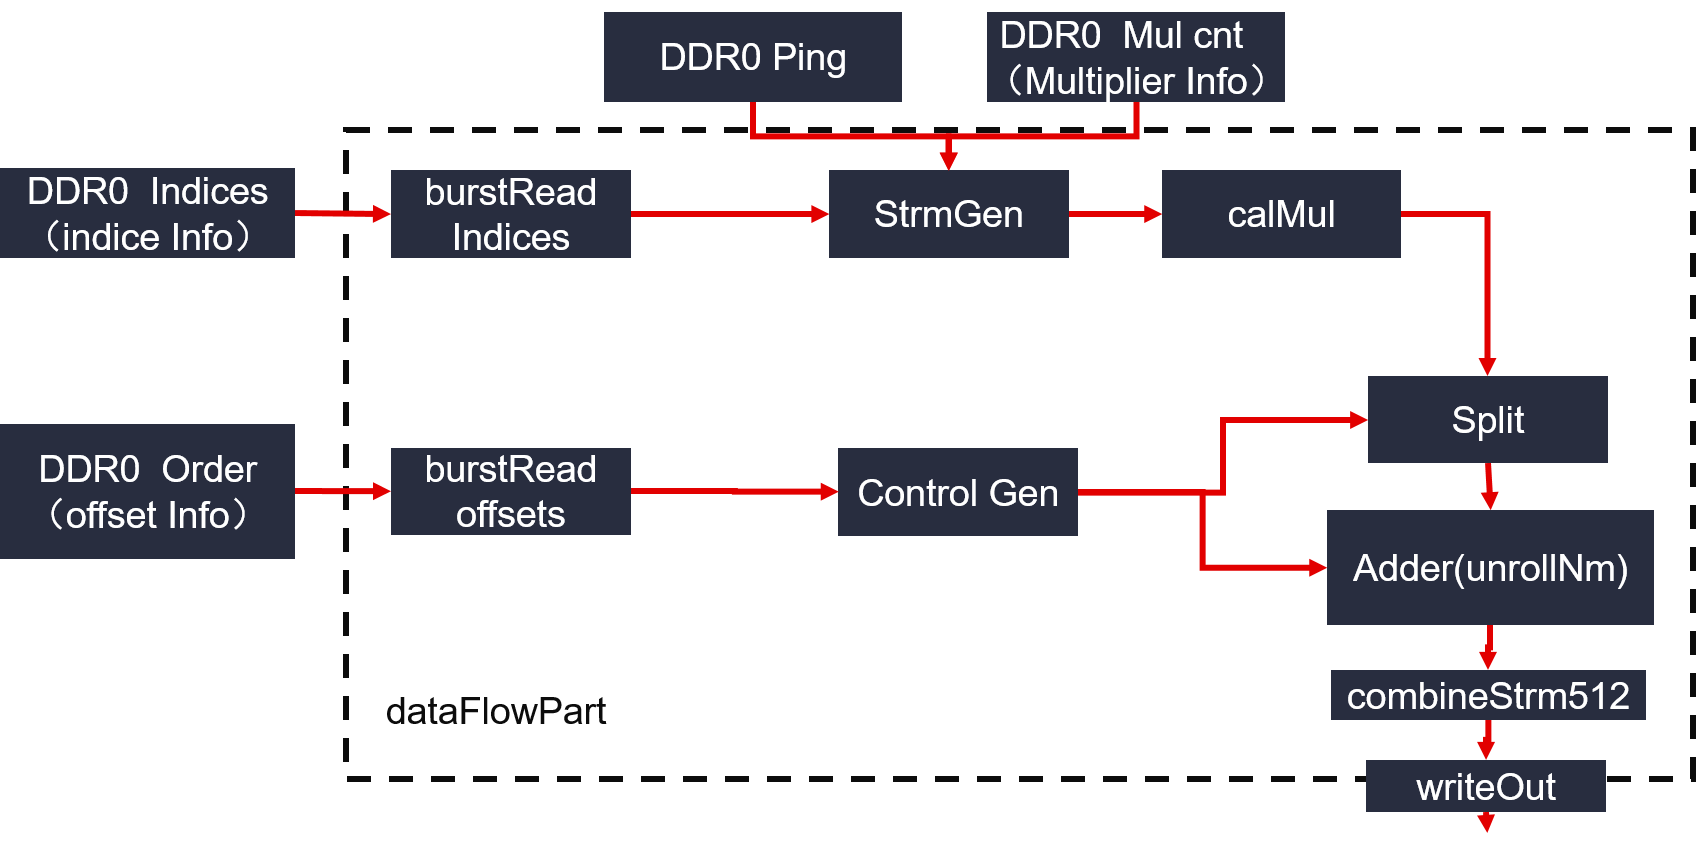 DDR0 Ping
DDR0  Mul cnt
（Multiplier Info）
DDR0  Indices
（indice Info）
burstRead
Indices
StrmGen
calMul
Split
DDR0  Order
（offset Info）
burstRead
offsets
Control Gen
Adder(unrollNm)
combineStrm512
dataFlowPart
writeOut